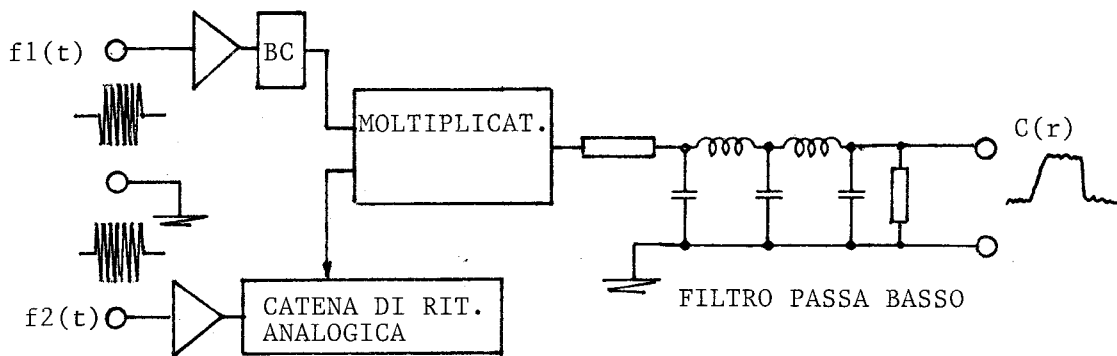 f1(t)
BC
MOLTIPLICAT.
C(r)
f2(t)
CATENA DI RIT.
ANALOGICA
FILTRO PASSA BASSO